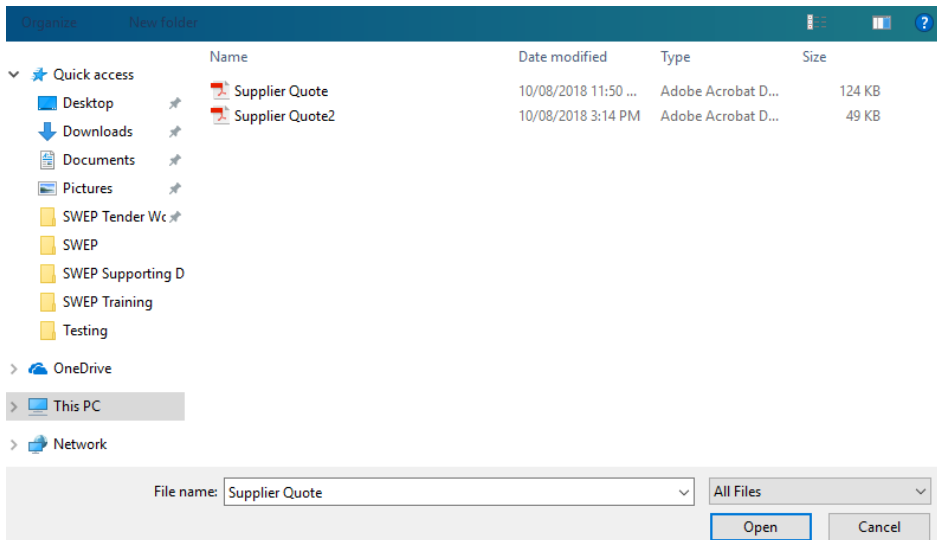 Organize New folder ?
Name Date modified Type Size
Quick access
Supplier Quote 10/08/2018 11:50 ... Adobe Acrobat D... 124 KB
Desktop
Supplier Quote2 10/08/2018 3:14 PM Adobe Acrobat D... 49 KB
Downloads
Documents
Pictures
SWEP Tender Wc
SWEP
SWEP Supporting D
SWEP Training
Testing
OneDrive
This PC
Network
File name: Supplier Quote All Files
Open Cancel